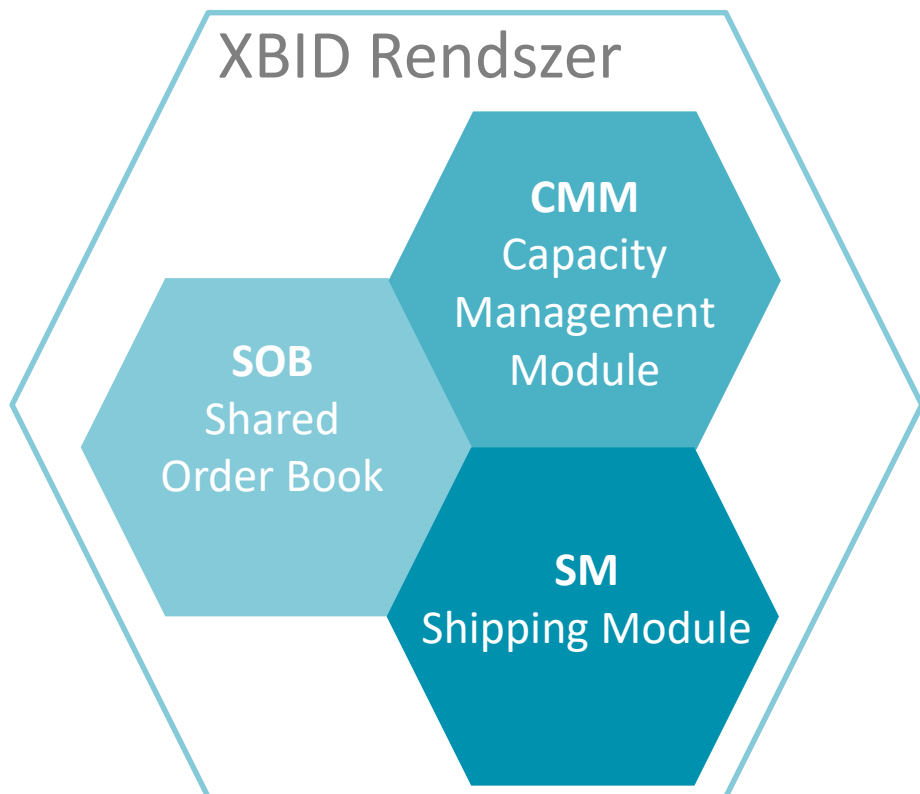 XBID Rendszer
CMM
Capacity
Management
Module
SOB
Shared
Order Book
SM
Shipping Module